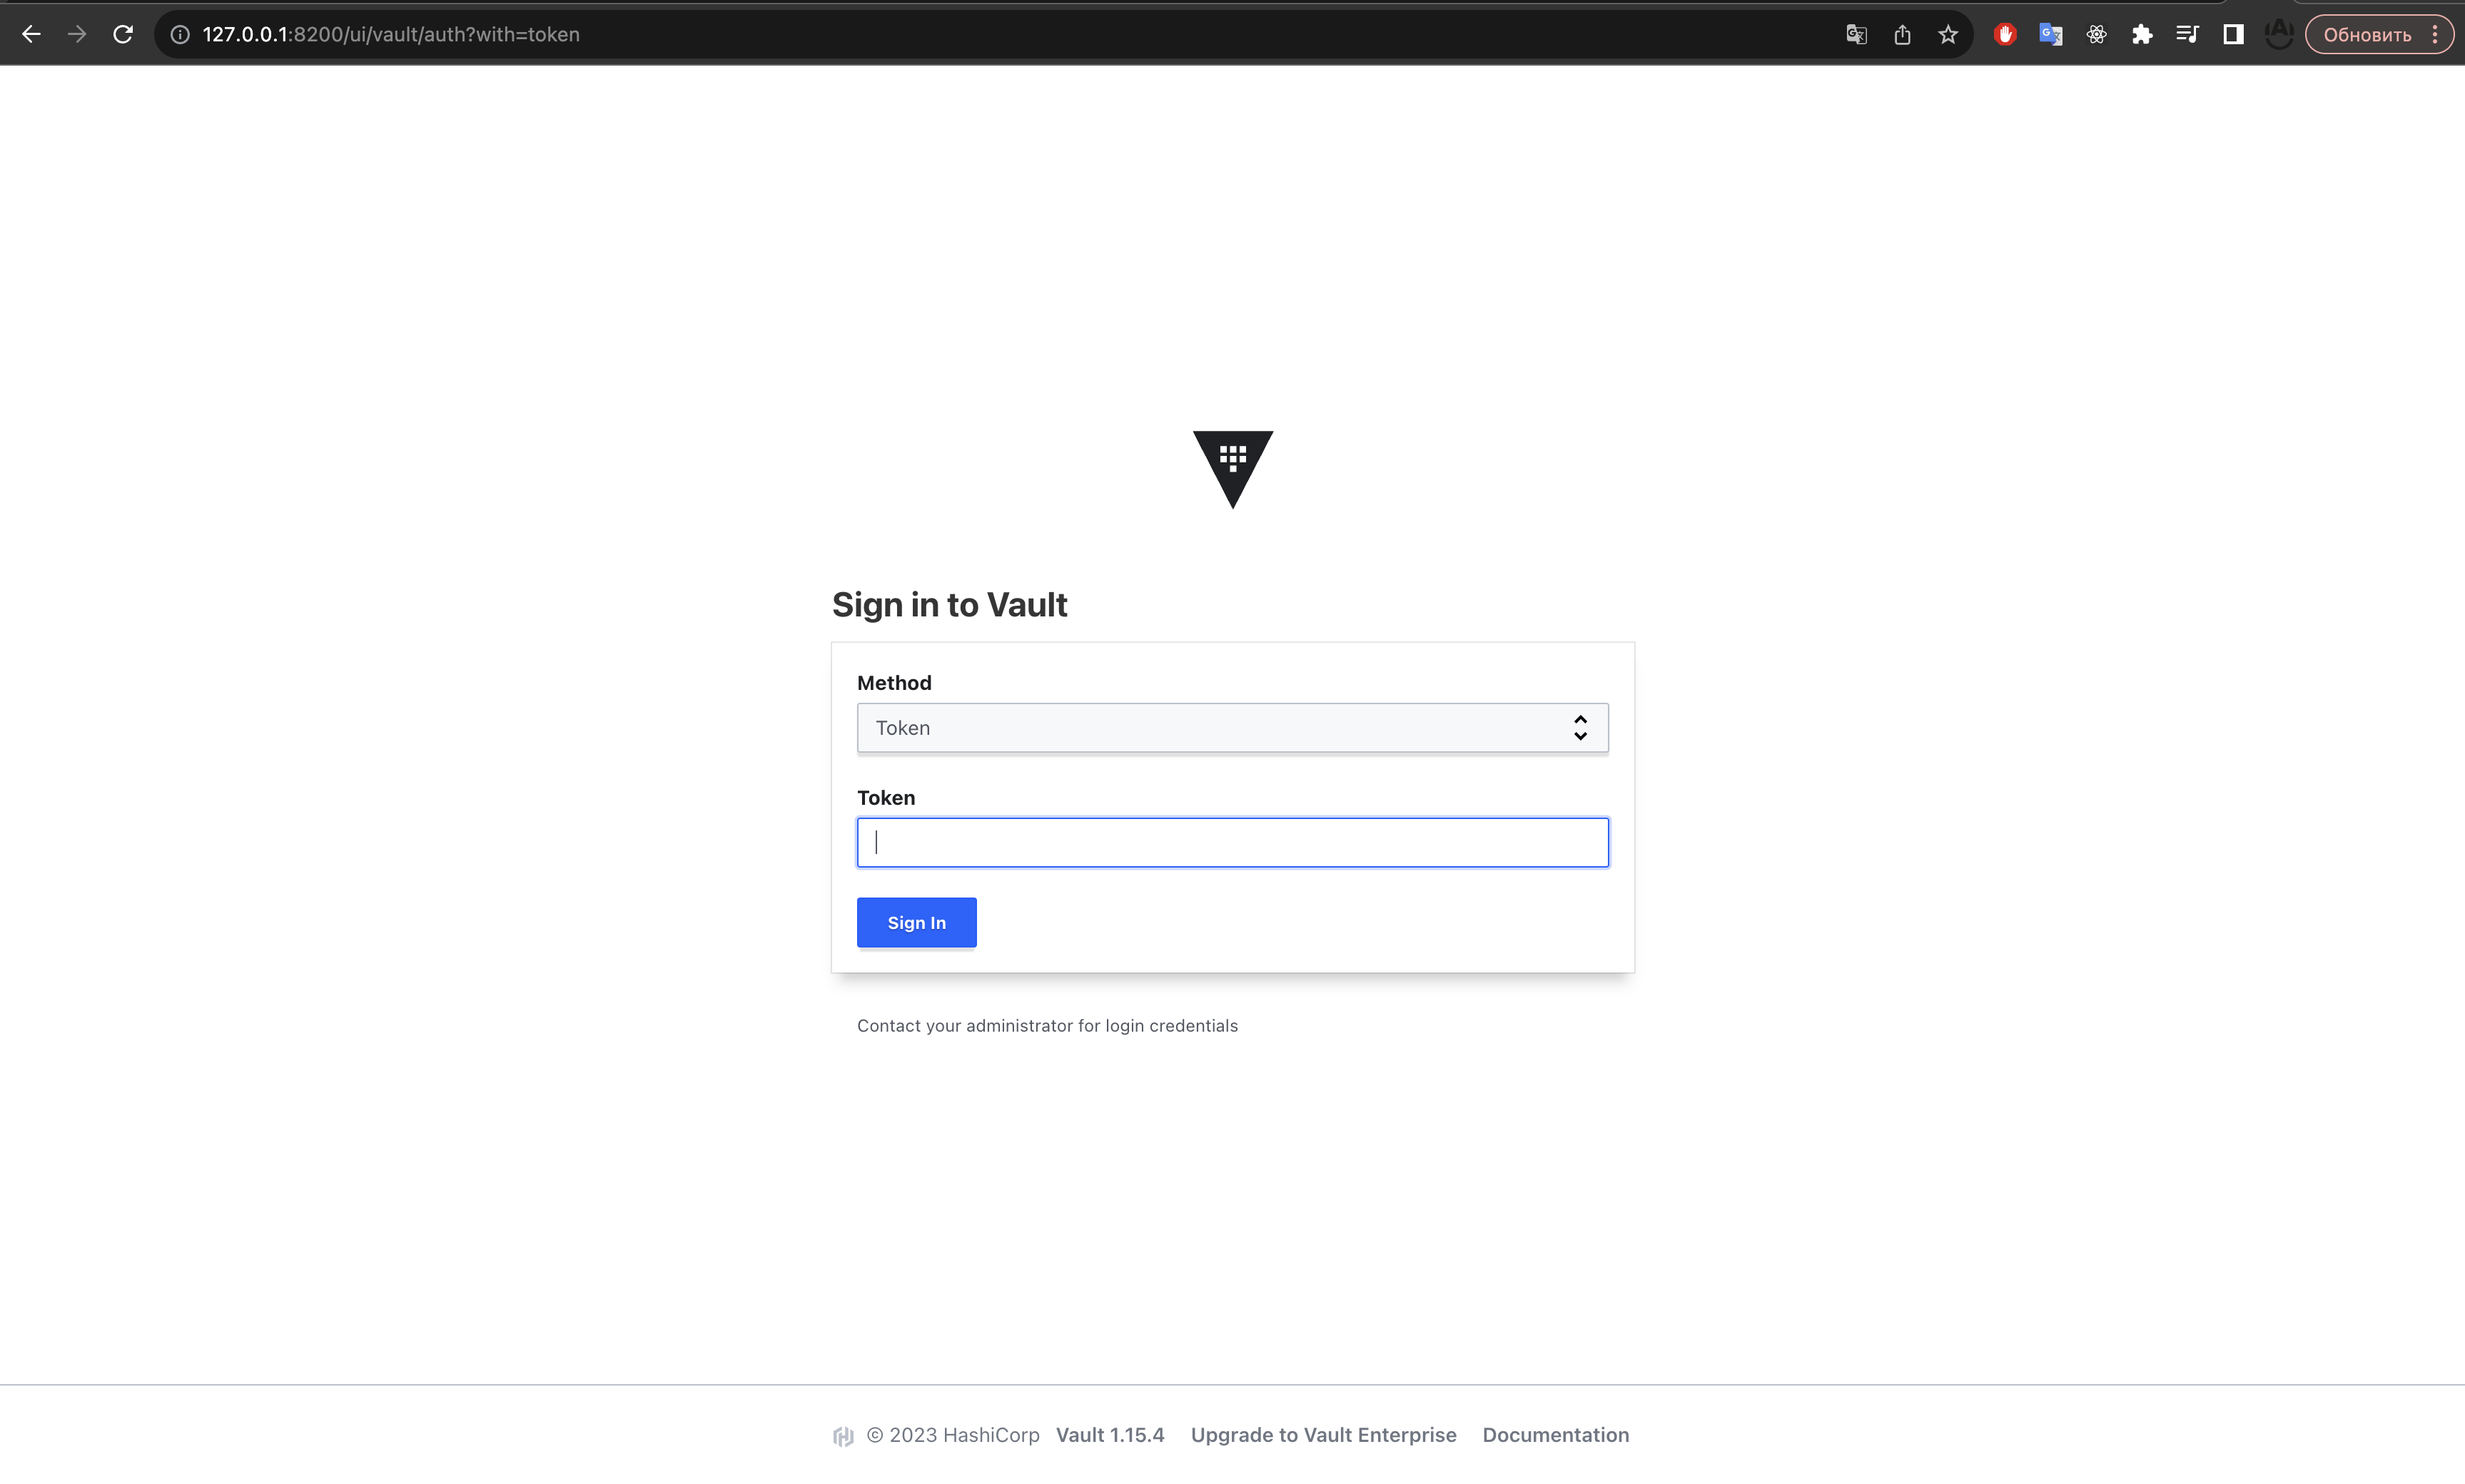 127.0.0.1:8200/ui/vault/auth?with=token
Обновить
Sign in to Vault
Method
Token
Token
Sign In
Contact your administrator for login credentials
© 2023 HashiCorp Vault 1.15.4 Upgrade to Vault Enterprise Documentation